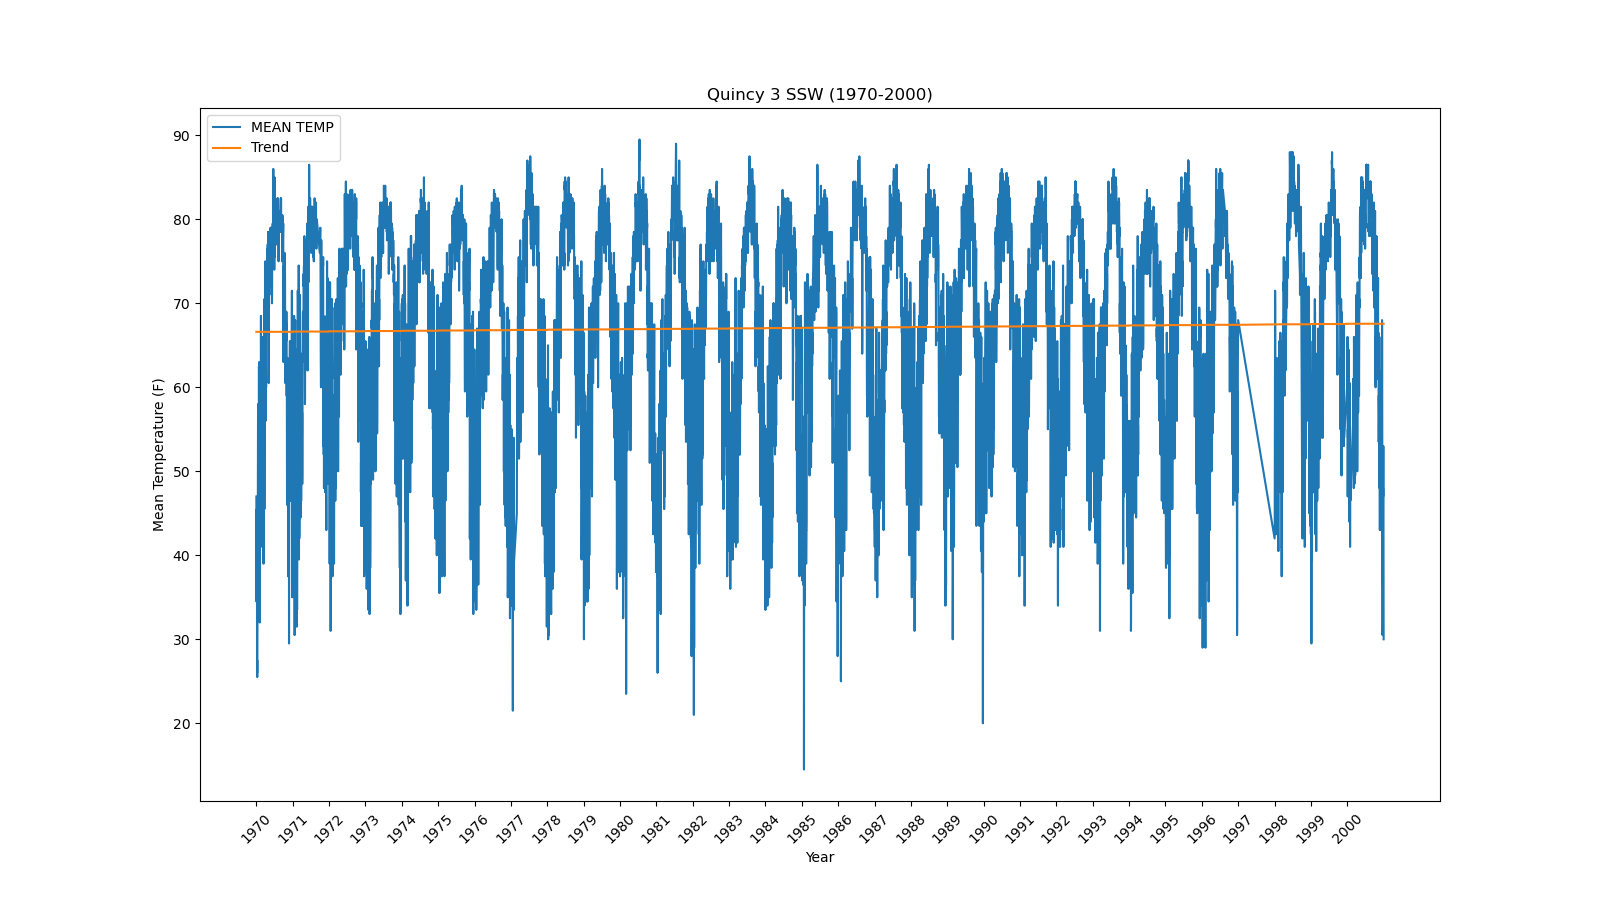 Quincy 3 SSW (1970-2000)
MEAN TEMP
Trend
90
80
70
60
50
40
30
20
Mean Temperature (F)
1970 1971 1972 1973 1974 1975 1976 1977 1978 1979 1980 1981 1982 1983 1984 1985 1986 1987 1988 1989 1990 1991 1992 1993 1994 1995 1996 1997 1998 1999 2000
Year